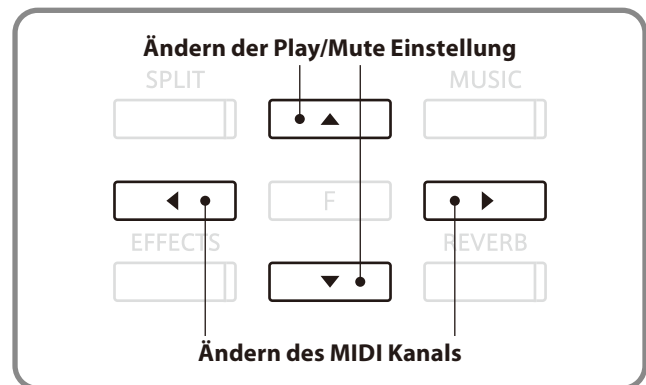 Ändern der Play/Mute Einstellung
SPLIT MUSIC
F
EFFECTS REVERB
Ändern des MIDI Kanals